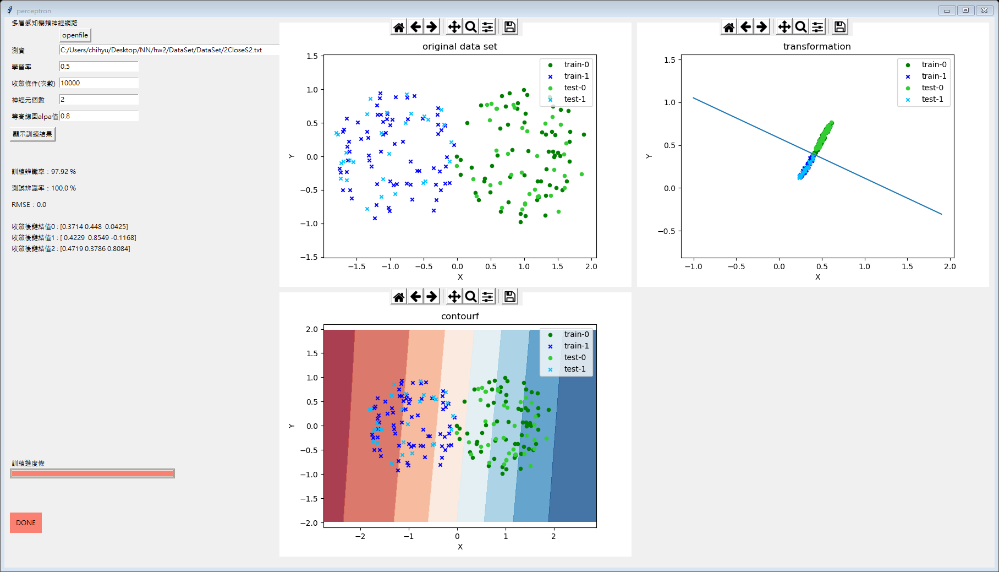 perceptron
多層感知機類神經網路
openfile
測資 C:/Users/chihyu/Desktop/NN/hw2/DataSet/DataSet/2CloseS2.txt
學習率 0.5
收斂條件(次數) 10000
神經元個數 2
等高線圖alpa值 0.8
顯示訓練結果
訓練辨識率：97.92 %
測試辨識率：100.0 %
RMSE：0.0
收斂後鍵結值0 : [0.3714 0.448 0.0425]
收斂後鍵結值1 : [ 0.4229 0.8549 -0.1168]
收斂後鍵結值2 : [0.4719 0.3786 0.8084]
訓練進度條
DONE
original data set
1.5
1.0
0.5
0.0
−0.5
−1.0
−1.5
Y
−1.5 −1.0 −0.5 0.0 0.5 1.0 1.5 2.0
X
train-0
train-1
test-0
test-1
transformation
1.5
1.0
0.5
0.0
−0.5
Y
−1.0 −0.5 0.0 0.5 1.0 1.5 2.0
X
train-0
train-1
test-0
test-1
contourf
2.0
1.5
1.0
0.5
0.0
−0.5
−1.0
−1.5
−2.0
Y
−2 −1 0 1 2
X
train-0
train-1
test-0
test-1